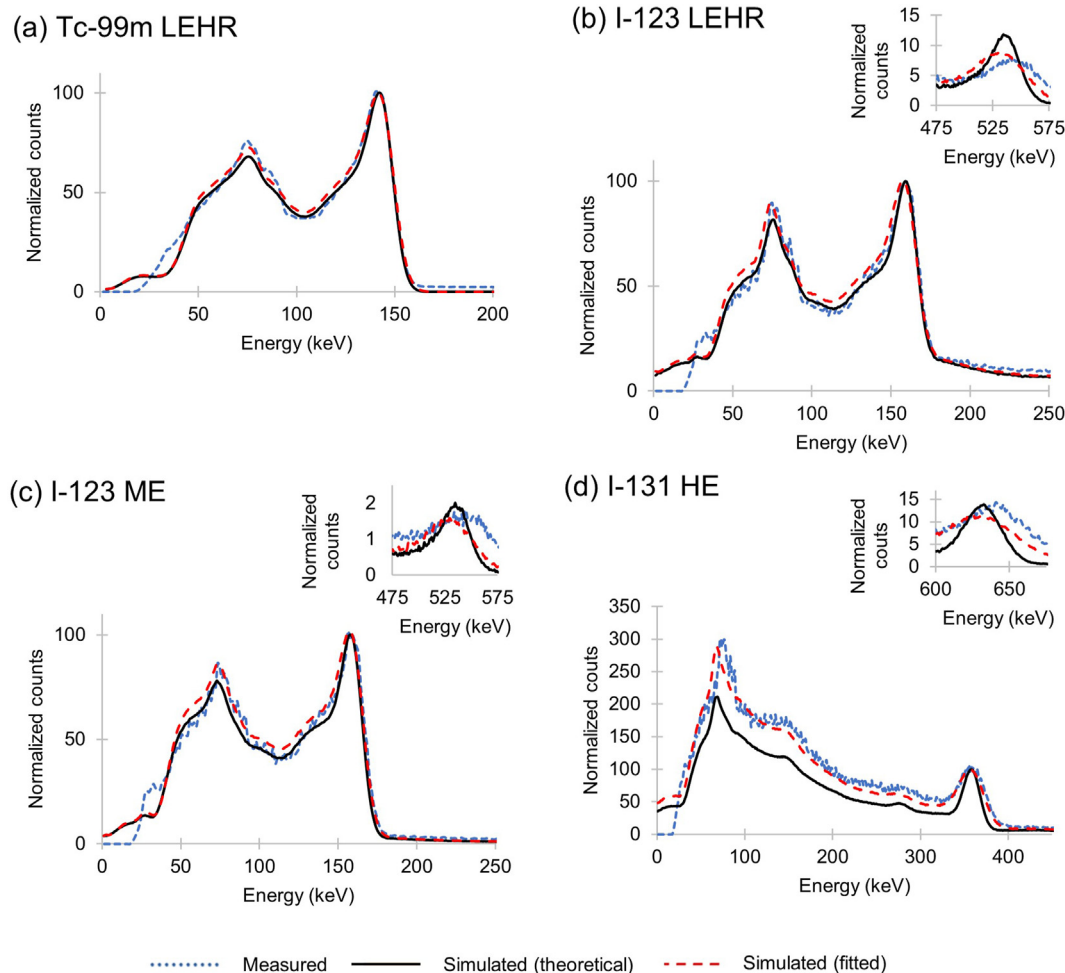 (a) Tc-99m LEHR
Normalized counts
100
50
0
0 50 100 150 200
Energy (keV)
(b) I-123 LEHR
Normalized
counts
15
10
5
0
475 525 575
Energy (keV)
Normalized counts
100
50
0
0 50 100 150 200 250
Energy (keV)
(c) I-123 ME
Normalized
counts
2
1
0
475 525 575
Energy (keV)
Normalized counts
100
50
0
0 50 100 150 200 250
Energy (keV)
(d) I-131 HE
Normalized
couts
15
10
5
0
600 650
Energy (keV)
Normalized couts
350
300
250
200
150
100
50
0
0 100 200 300 400
Energy (keV)
Measured Simulated (theoretical) Simulated (fitted)